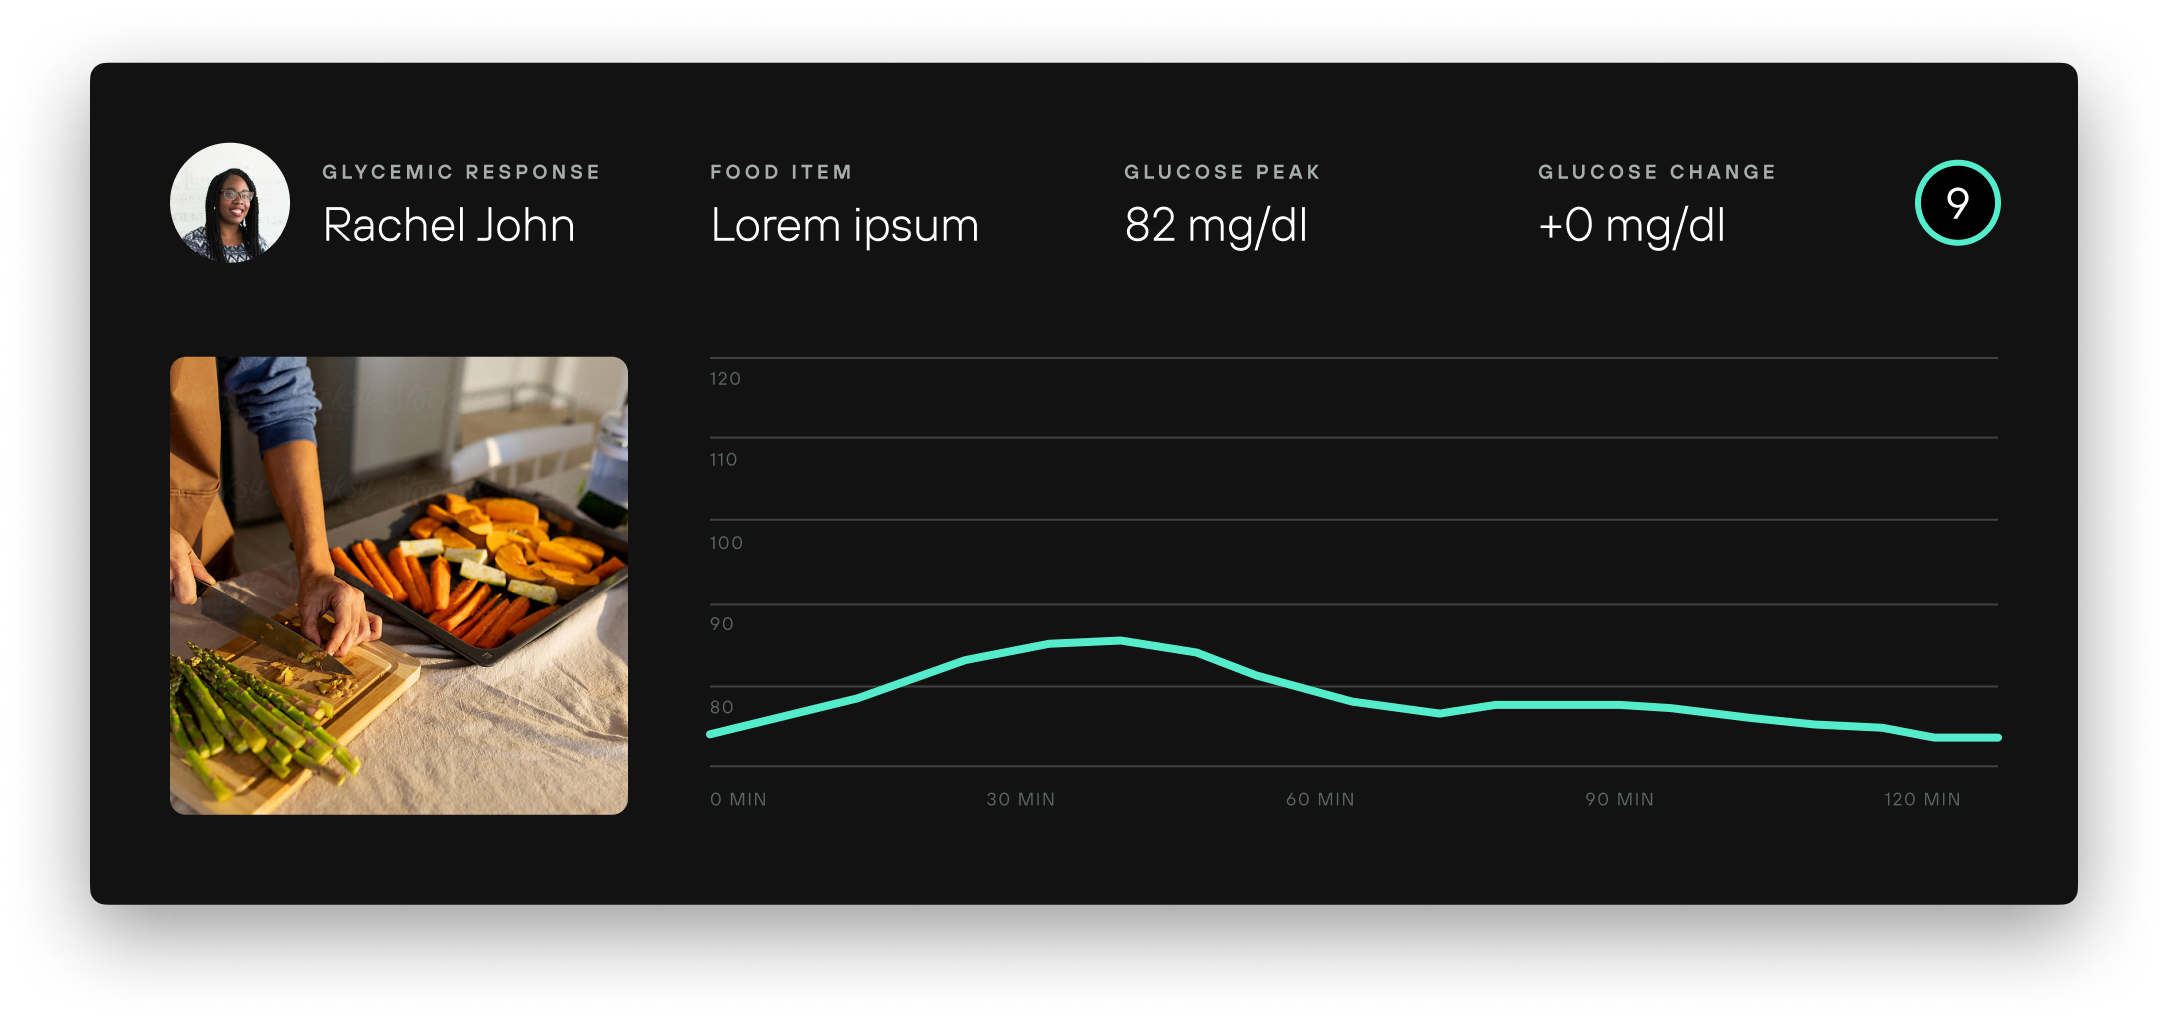 GLYCEMIC RESPONSE
Rachel John
FOOD ITEM
Lorem ipsum
GLUCOSE PEAK
82 mg/dl
GLUCOSE CHANGE
+0 mg/dl
9
120
110
100
90
80
0 MIN
30 MIN
60 MIN
90 MIN
120 MIN